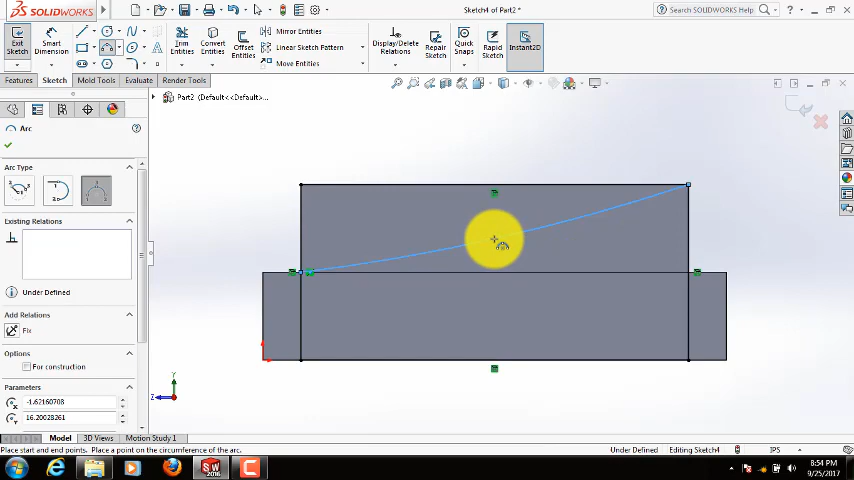 SOLIDWORKS
Sketch4 of Part2 *
Search SOLIDWORKS Help
Exit Sketch
Smart Dimension
Trim Entities
Convert Entities
Offset Entities
Mirror Entities
Linear Sketch Pattern
Move Entities
Display/Delete Relations
Repair Sketch
Quick Snaps
Rapid Sketch
Instant2D
Features
Sketch
Mold Tools
Evaluate
Render Tools
Part2 (Default<<Default>...
Arc
Arc Type
Existing Relations
Under Defined
Add Relations
Fix
Options
For construction
Parameters
-1.62160708
16.20028261
Y
Z
Model
3D Views
Motion Study 1
Place start and end points. Place a point on the circumference of the arc.
Under Defined
Editing Sketch4
IPS
SW
2016
8:54 PM
9/25/2017